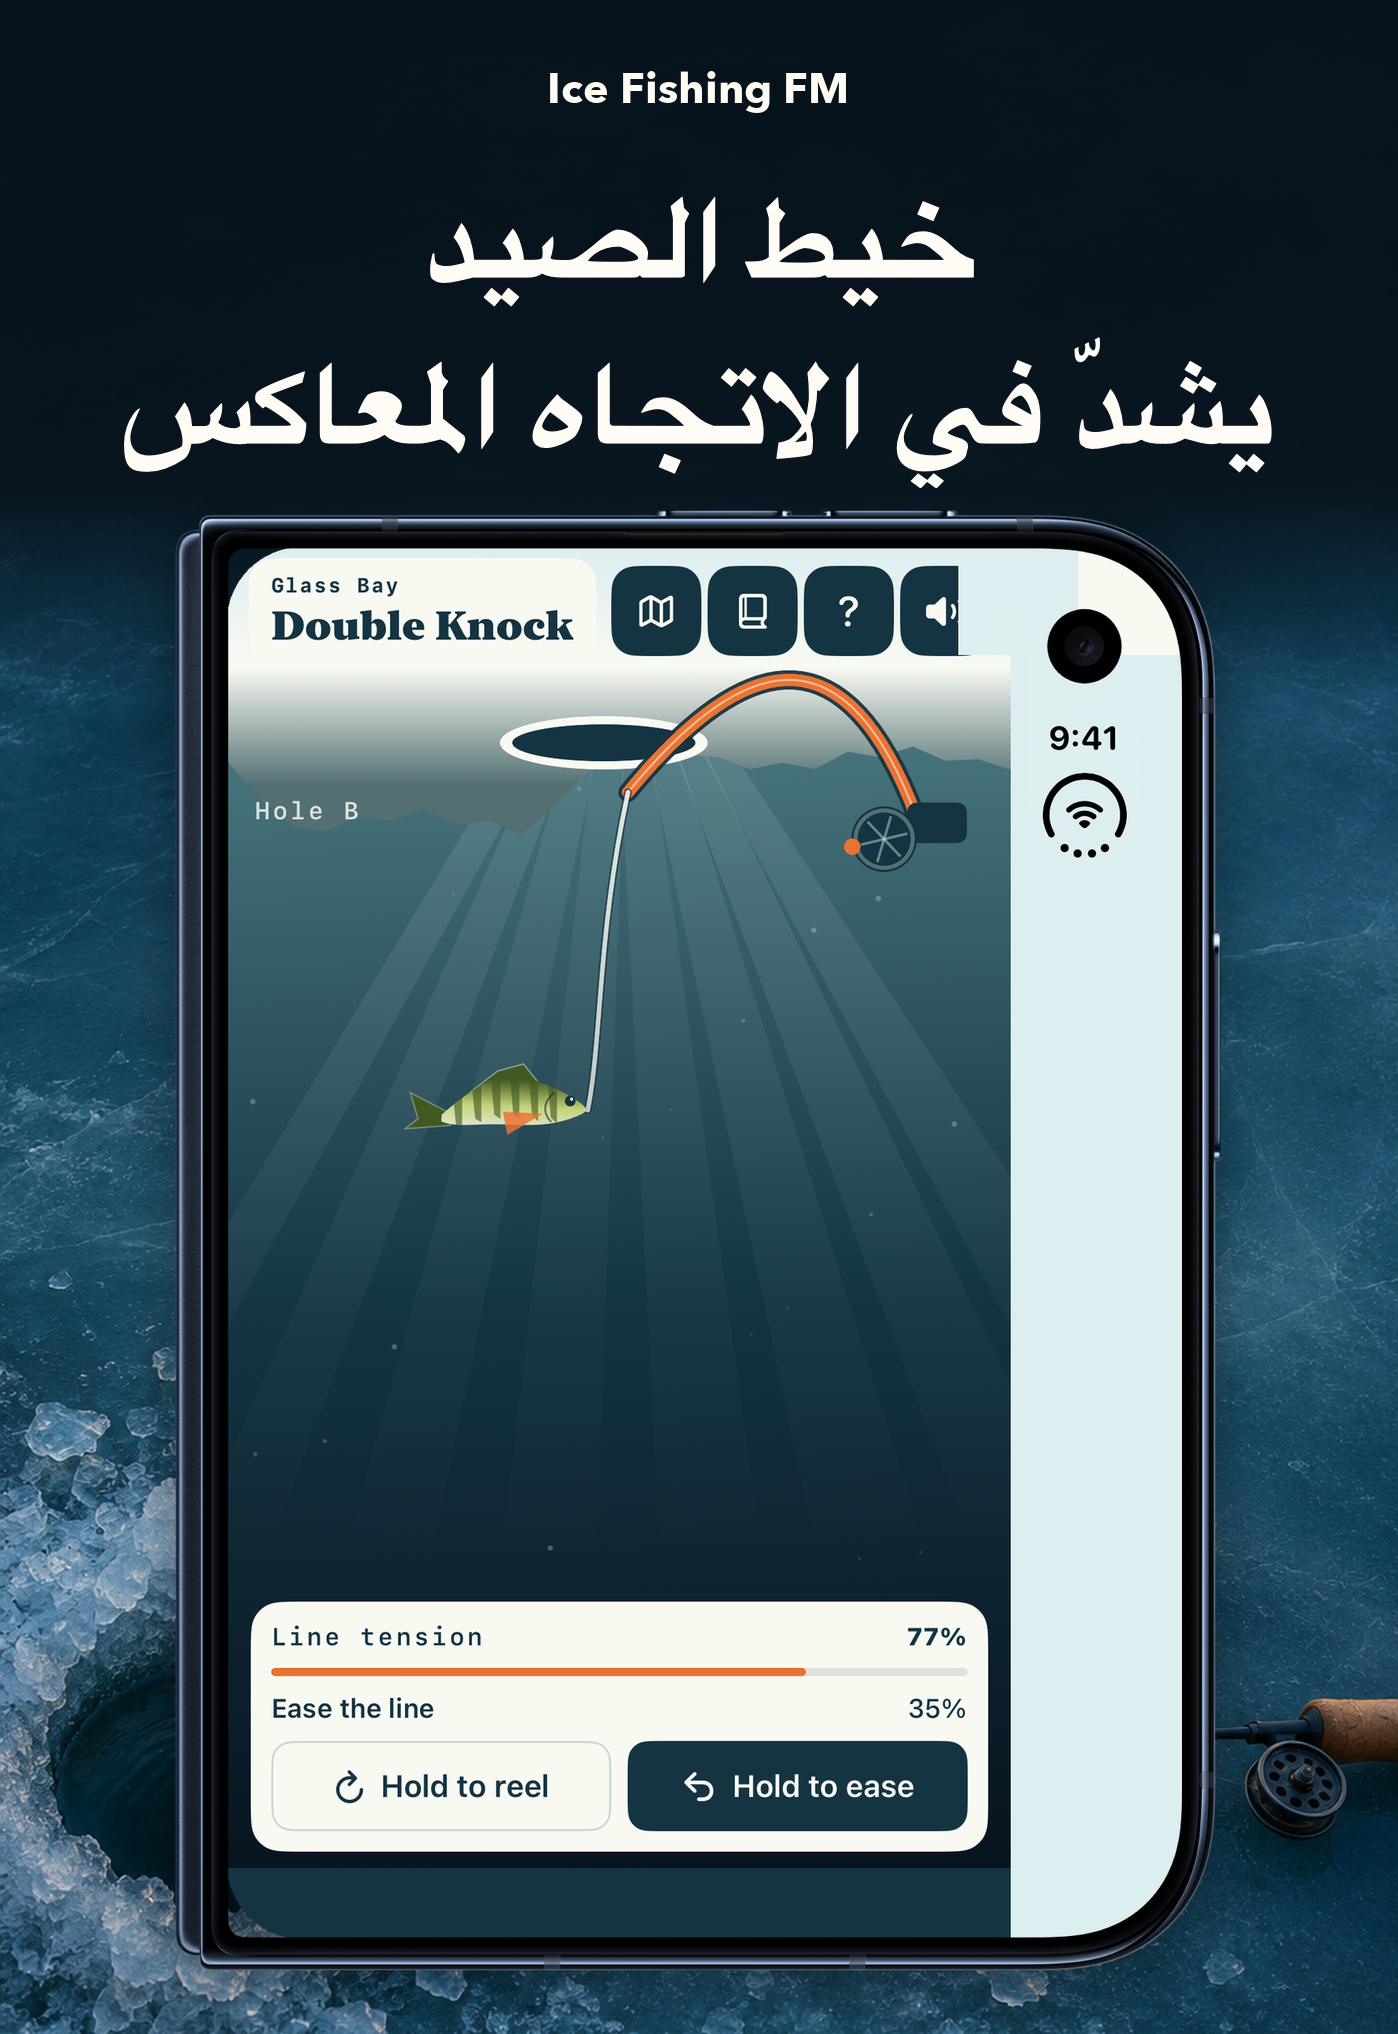 Ice Fishing FM
خيط الصيد
يشدّ في الاتجاه المعاكس
Glass Bay
Double Knock
?
9:41
Hole B
Line tension 77%
Ease the line 35%
Hold to reel Hold to ease